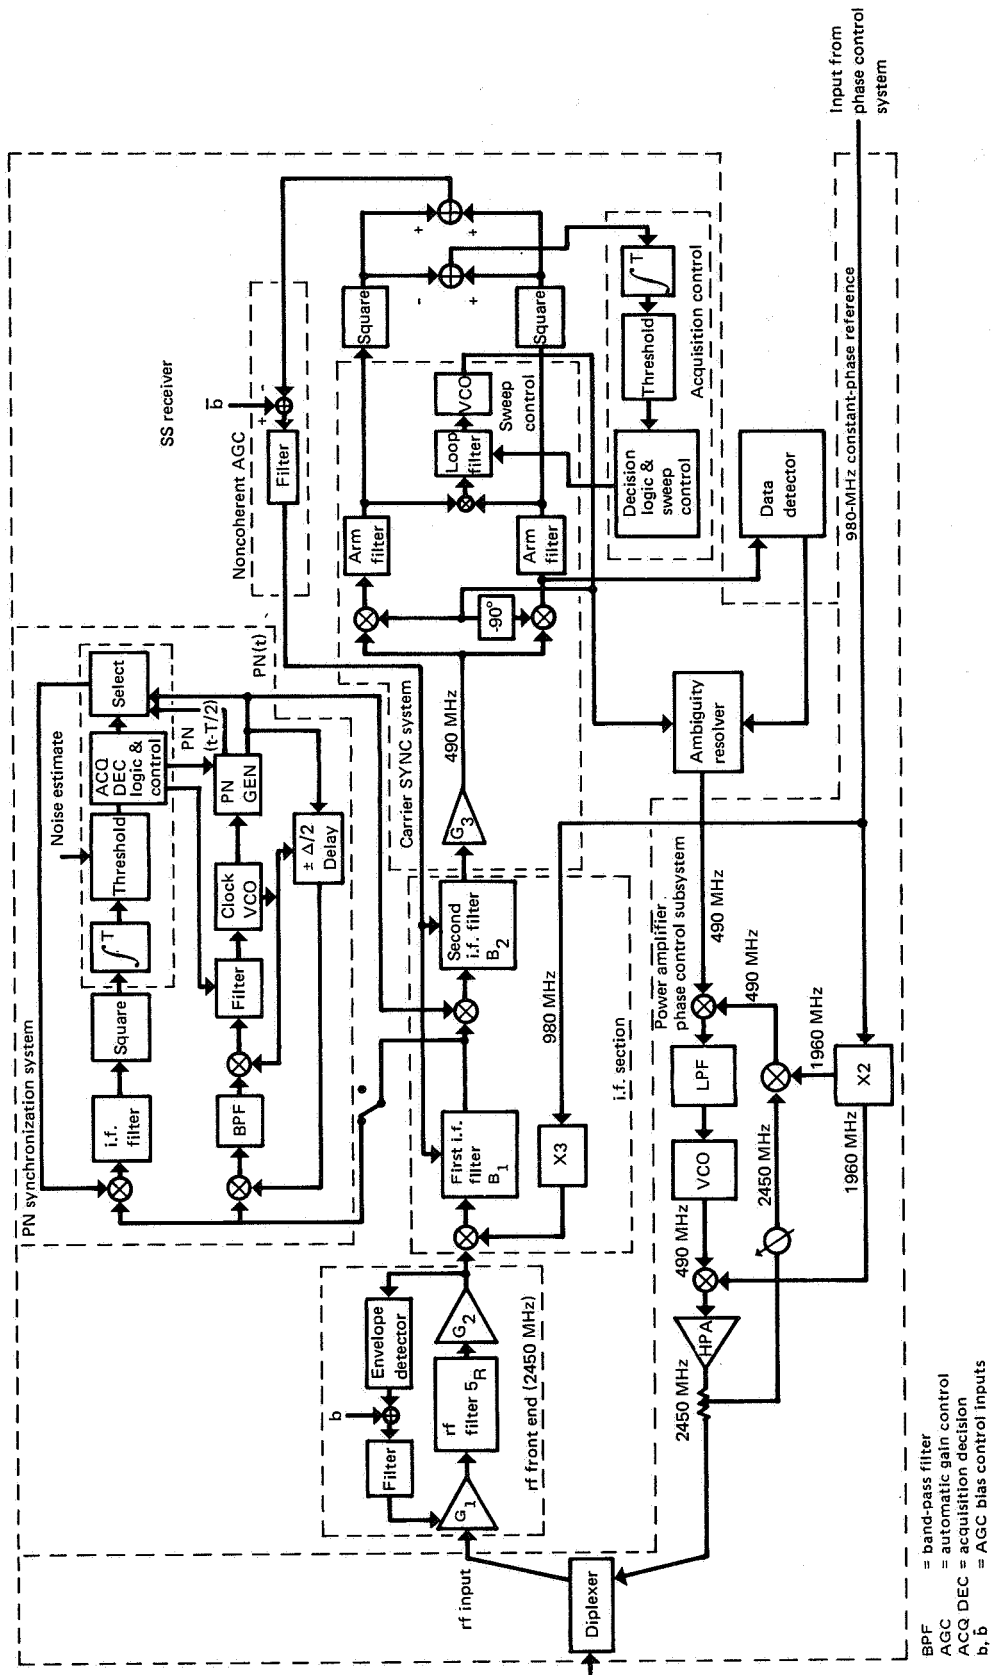 Input from
phase control
system
SS receiver
PN synchronization system
Noise estimate
i.f.
filter
Square
∫T
Threshold
ACQ
DEC
logic &
control
Select
BPF
Filter
Clock
VCO
PN
GEN
PN
(t-T/2)
PN(t)
± Δ/2
Delay
Noncoherent AGC
Filter
b̄
+
-
Carrier SYNC system
490 MHz
G3
Arm
filter
Arm
filter
-90°
Loop
filter
VCO
Sweep
control
Square
Square
-
+
+
+
Acquisition control
∫T
Threshold
Decision
logic &
sweep
control
Data
detector
980-MHz constant-phase reference
Ambiguity
resolver
i.f. section
First i.f.
filter
B1
Second
i.f. filter
B2
X3
980 MHz
rf front end (2450 MHz)
Envelope
detector
b
Filter
G1
rf
filter 5R
G2
rf input
Diplexer
Power amplifier
phase control subsystem
490 MHz
490 MHz
LPF
VCO
490 MHz
HPA
2450 MHz
2450 MHz
1960 MHz
1960 MHz
X2
BPF = band-pass filter
AGC = automatic gain control
ACQ DEC = acquisition decision
b, b̄ = AGC bias control inputs